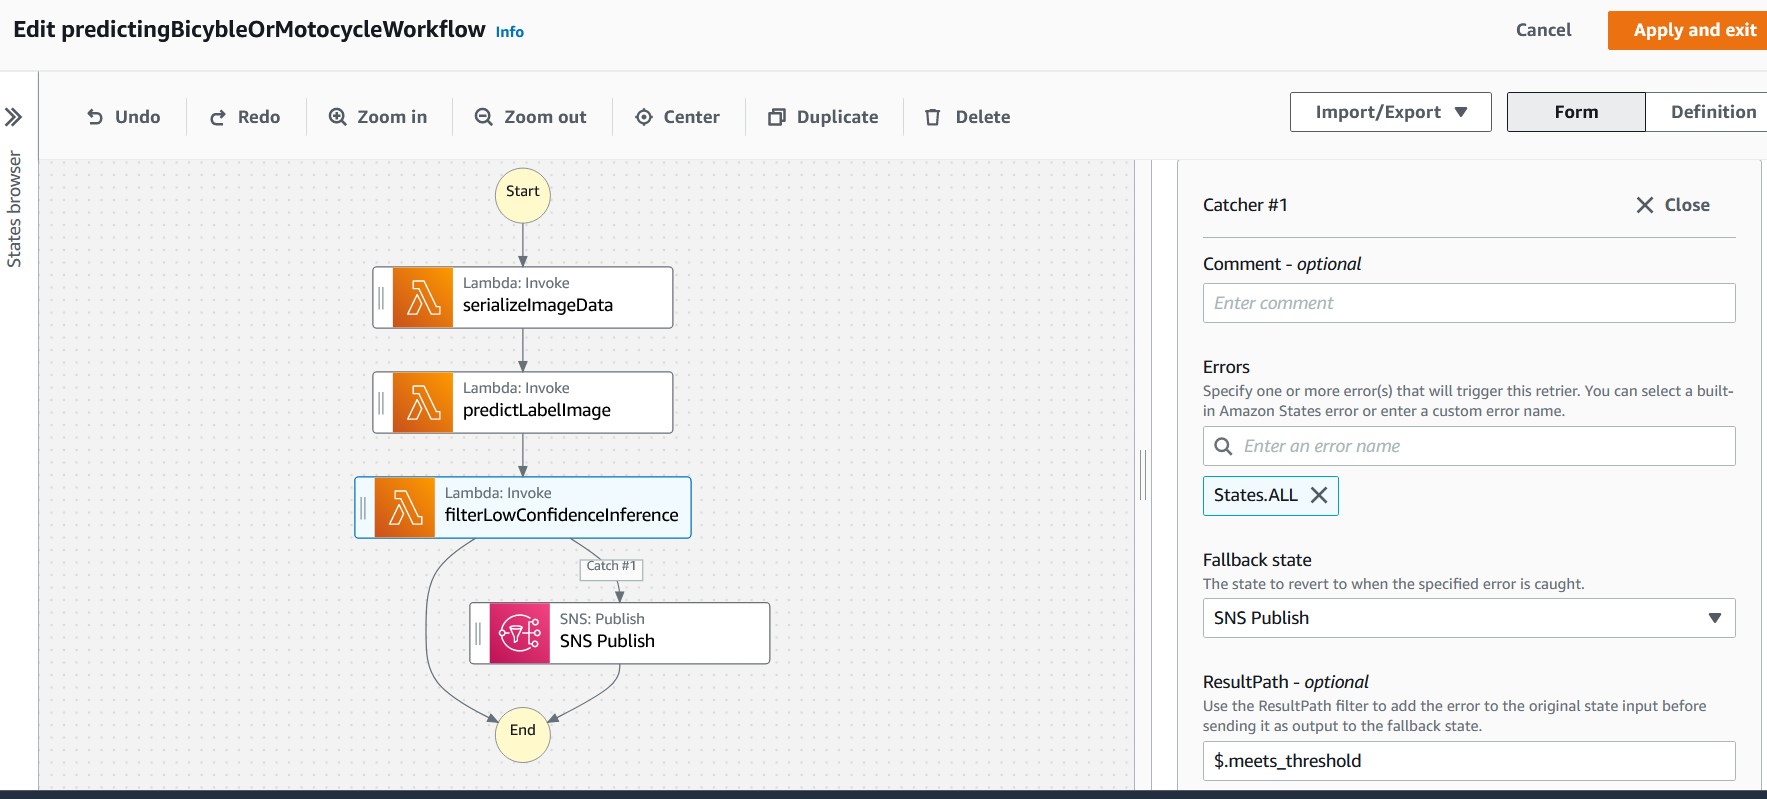 Edit predictingBicybleOrMotocycleWorkflow Info
Cancel
Apply and exit
States browser
Undo
Redo
Zoom in
Zoom out
Center
Duplicate
Delete
Import/Export
Form
Definition
Start
Lambda: Invoke
serializeImageData
Lambda: Invoke
predictLabelImage
Lambda: Invoke
filterLowConfidenceInference
Catch #1
SNS: Publish
SNS Publish
End
Catcher #1
Close
Comment - optional
Enter comment
Errors
Specify one or more error(s) that will trigger this retrier. You can select a built-
in Amazon States error or enter a custom error name.
Enter an error name
States.ALL
Fallback state
The state to revert to when the specified error is caught.
SNS Publish
ResultPath - optional
Use the ResultPath filter to add the error to the original state input before
sending it as output to the fallback state.
$.meets_threshold